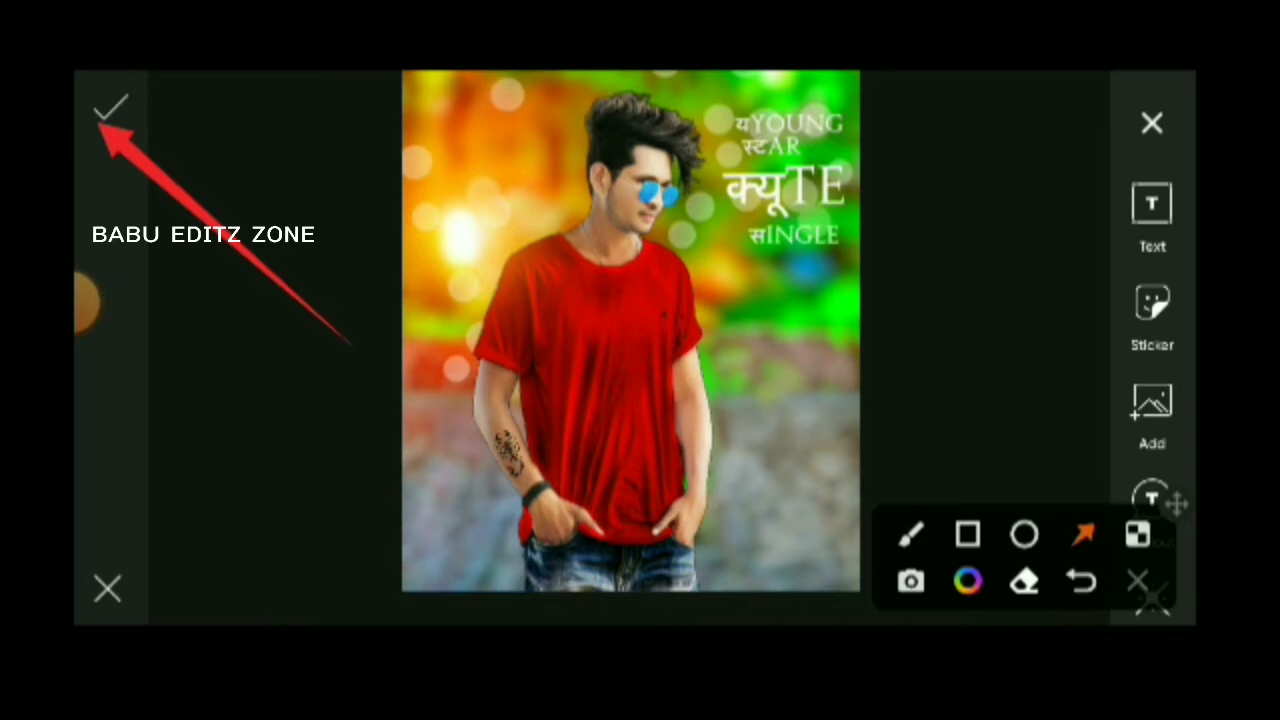 यYOUNG
स्टAR
क्यूTE
सINGLE
BABU EDITZ ZONE
T
Text
Sticker
Add
T